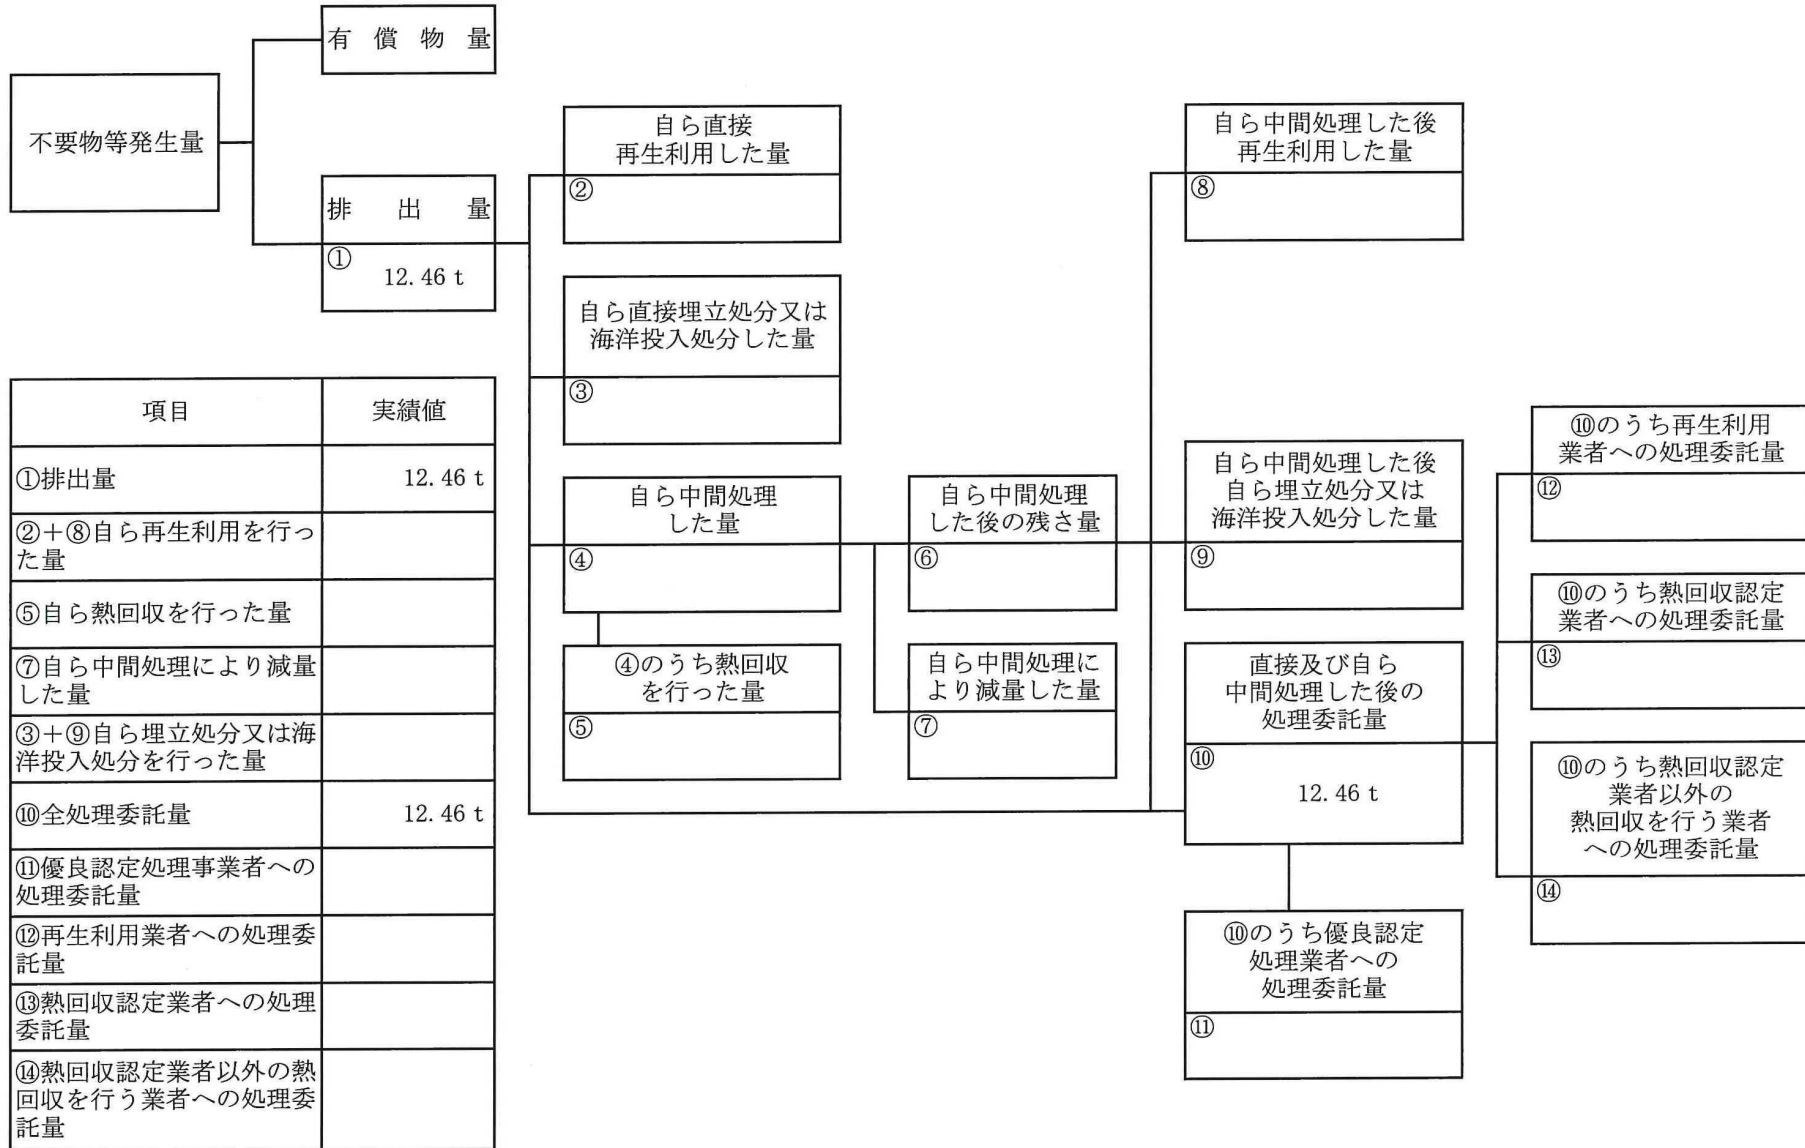 有償物量
不要物等発生量
排出量
①
12.46 t
自ら直接
再生利用した量
②
自ら直接埋立処分又は
海洋投入処分した量
③
自ら中間処理
した量
④
④のうち熱回収
を行った量
⑤
自ら中間処理
した後の残さ量
⑥
自ら中間処理に
より減量した量
⑦
自ら中間処理した後
再生利用した量
⑧
自ら中間処理した後
自ら埋立処分又は
海洋投入処分した量
⑨
直接及び自ら
中間処理した後の
処理委託量
⑩
12.46 t
⑩のうち優良認定
処理業者への
処理委託量
⑪
⑩のうち再生利用
業者への処理委託量
⑫
⑩のうち熱回収認定
業者への処理委託量
⑬
⑩のうち熱回収認定
業者以外の
熱回収を行う業者
への処理委託量
⑭
項目 実績値
①排出量 12.46 t
②+⑧自ら再生利用を行っ
た量
⑤自ら熱回収を行った量
⑦自ら中間処理により減量
した量
③+⑨自ら埋立処分又は海
洋投入処分を行った量
⑩全処理委託量 12.46 t
⑪優良認定処理事業者への
処理委託量
⑫再生利用業者への処理委
託量
⑬熱回収認定業者への処理
委託量
⑭熱回収認定業者以外の熱
回収を行う業者への処理委
託量